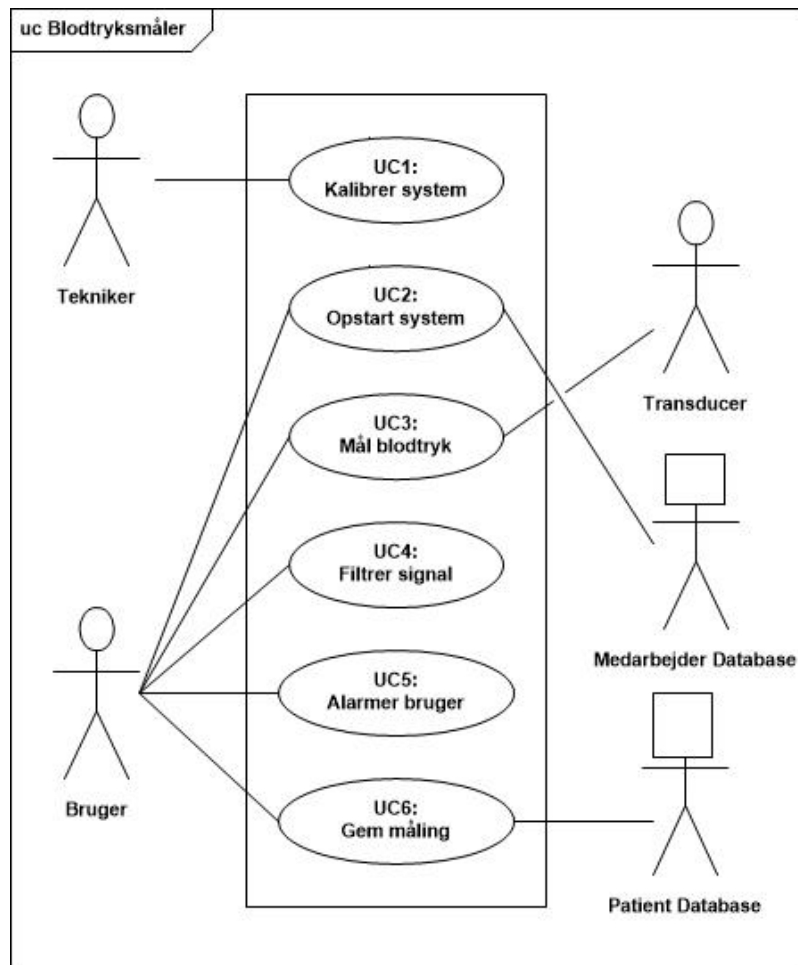 uc Blodtryksmåler
UC1:
Kalibrer system
Tekniker
UC2:
Opstart system
Transducer
UC3:
Mål blodtryk
UC4:
Filtrer signal
Medarbejder Database
UC5:
Alarmer bruger
Bruger
UC6:
Gem måling
Patient Database